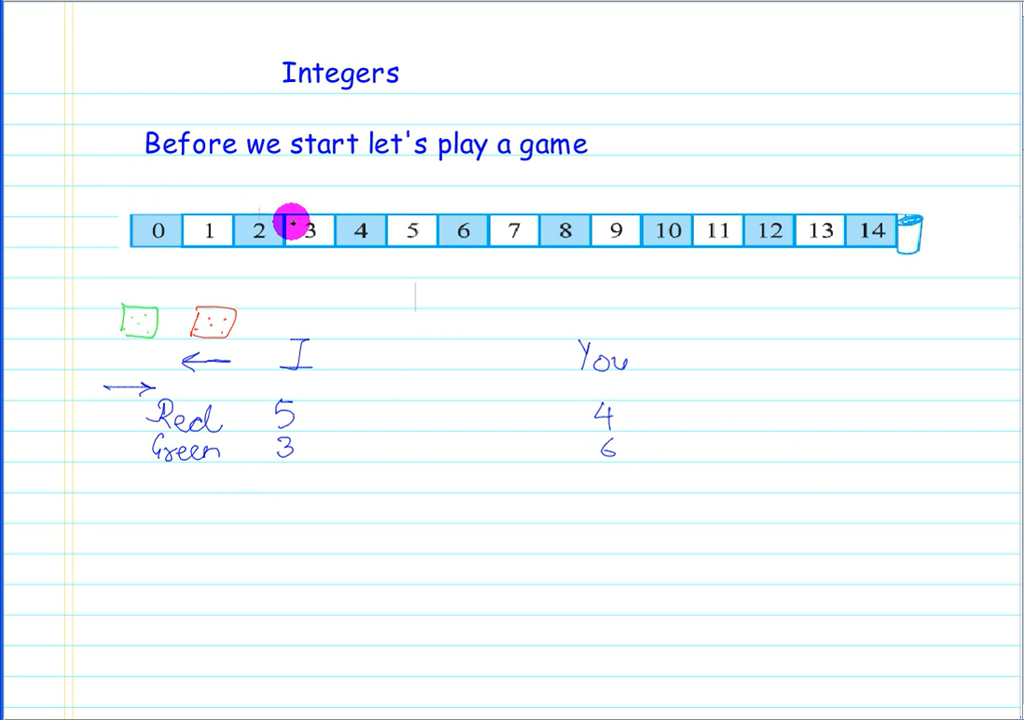 Integers
Before we start let's play a game
0 1 2 3 4 5 6 7 8 9 10 11 12 13 14
I You
Red 5 4
Green 3 6